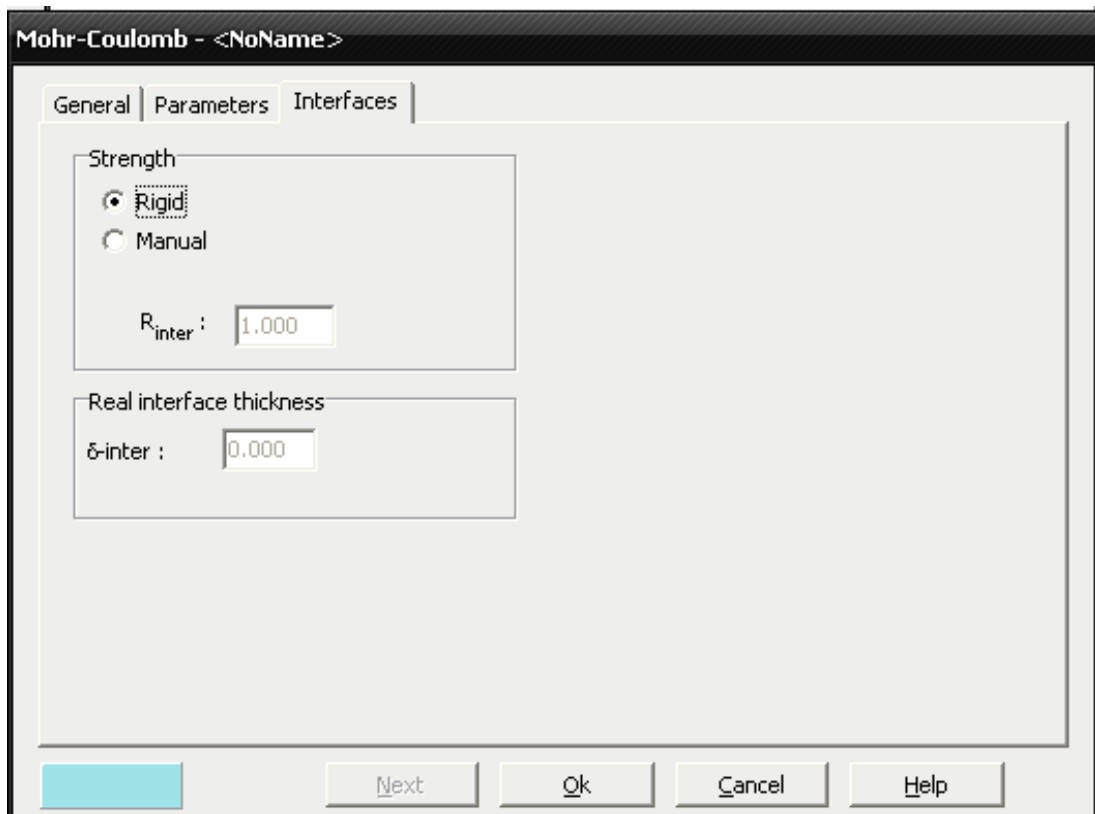 Mohr-Coulomb - <NoName>
General Parameters Interfaces
Strength
Rigid
Manual
Rinter : 1.000
Real interface thickness
δ-inter : 0.000
Next Ok Cancel Help